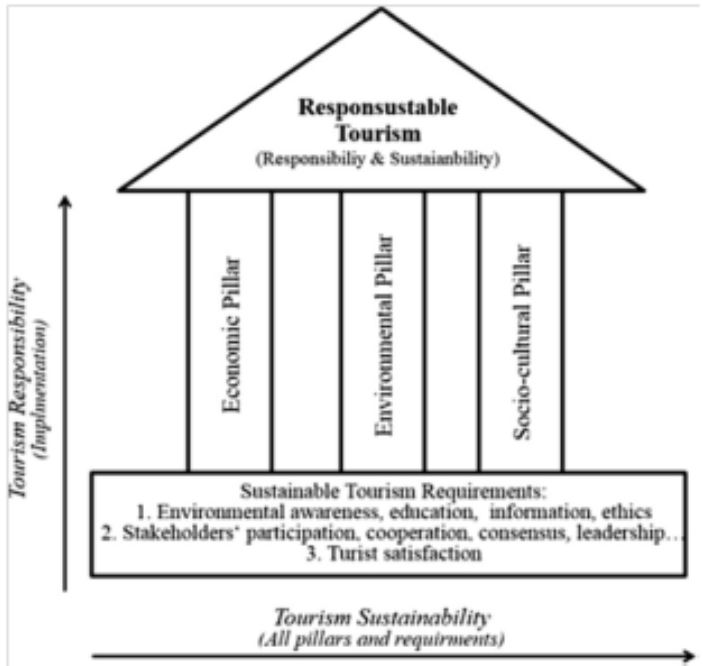 Responsustable
Tourism
(Responsibiliy & Sustaianbility)
Tourism Responsibility
(Implmentation)
Economic Pillar
Environmental Pillar
Socio-cultural Pillar
Sustainable Tourism Requirements:
1. Environmental awareness, education, information, ethics
2. Stakeholders‘ participation, cooperation, consensus, leadership…
3. Turist satisfaction
Tourism Sustainability
(All pillars and requirments)